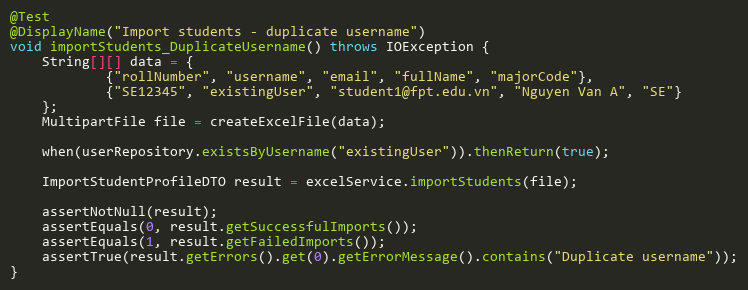 @Test
@DisplayName("Import students - duplicate username")
void importStudents_DuplicateUsername() throws IOException {
    String[][] data = {
            {"rollNumber", "username", "email", "fullName", "majorCode"},
            {"SE12345", "existingUser", "student1@fpt.edu.vn", "Nguyen Van A", "SE"}
    };
    MultipartFile file = createExcelFile(data);

    when(userRepository.existsByUsername("existingUser")).thenReturn(true);

    ImportStudentProfileDTO result = excelService.importStudents(file);

    assertNotNull(result);
    assertEquals(0, result.getSuccessfulImports());
    assertEquals(1, result.getFailedImports());
    assertTrue(result.getErrors().get(0).getErrorMessage().contains("Duplicate username"));
}